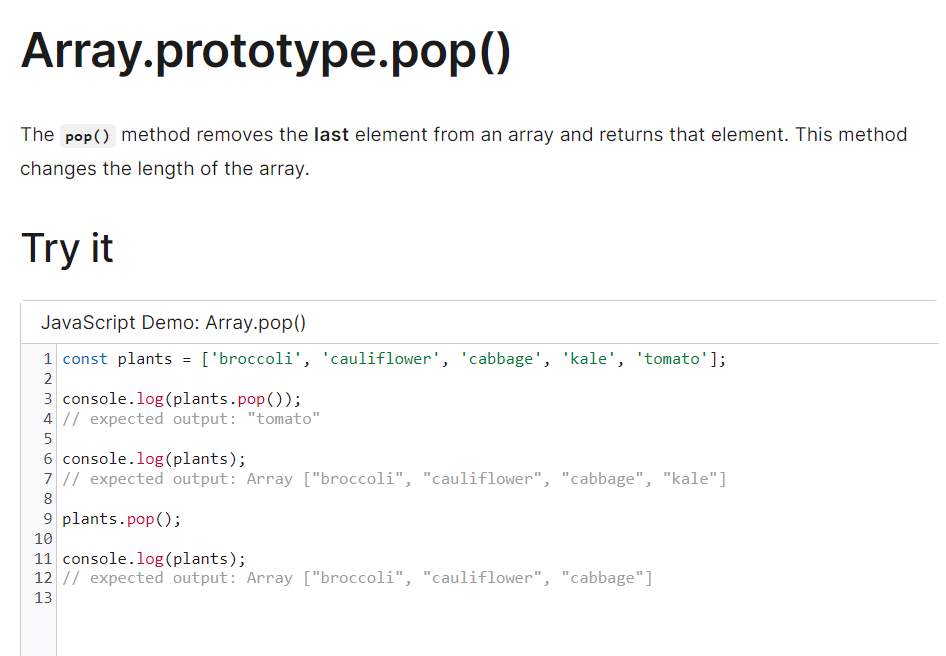 Array.prototype.pop()
The pop() method removes the last element from an array and returns that element. This method
changes the length of the array.
Try it
JavaScript Demo: Array.pop()
1 const plants = ['broccoli', 'cauliflower', 'cabbage', 'kale', 'tomato'];
2
3 console.log(plants.pop());
4 // expected output: "tomato"
5
6 console.log(plants);
7 // expected output: Array ["broccoli", "cauliflower", "cabbage", "kale"]
8
9 plants.pop();
10
11 console.log(plants);
12 // expected output: Array ["broccoli", "cauliflower", "cabbage"]
13